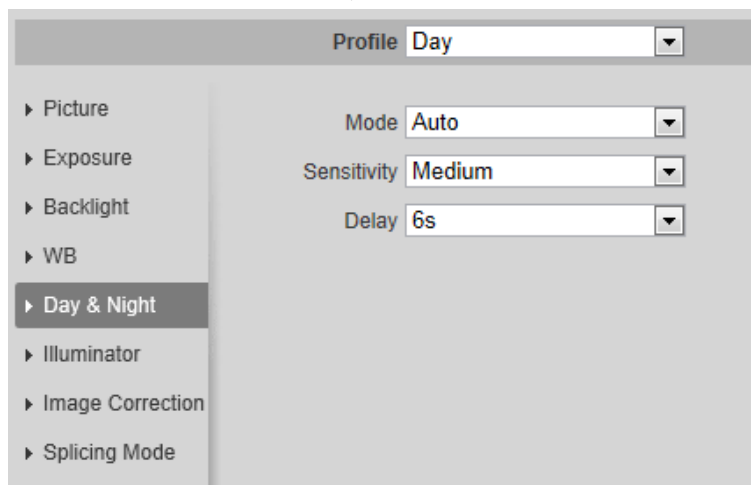 Profile Day
Picture
Mode Auto
Exposure
Sensitivity Medium
Backlight
Delay 6s
WB
Day & Night
Illuminator
Image Correction
Splicing Mode